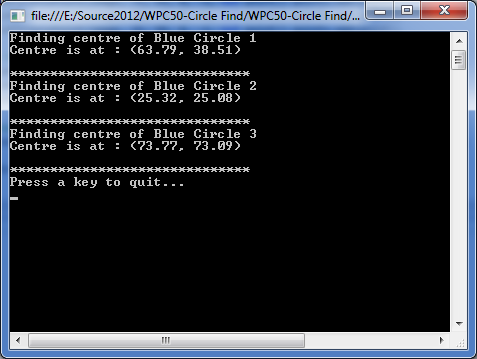 file:///E:/Source2012/WPC50-Circle Find/WPC50-Circle Find/...
Finding centre of Blue Circle 1
Centre is at : (63.79, 38.51)
******************************
Finding centre of Blue Circle 2
Centre is at : (25.32, 25.08)
******************************
Finding centre of Blue Circle 3
Centre is at : (73.77, 73.09)
******************************
Press a key to quit...